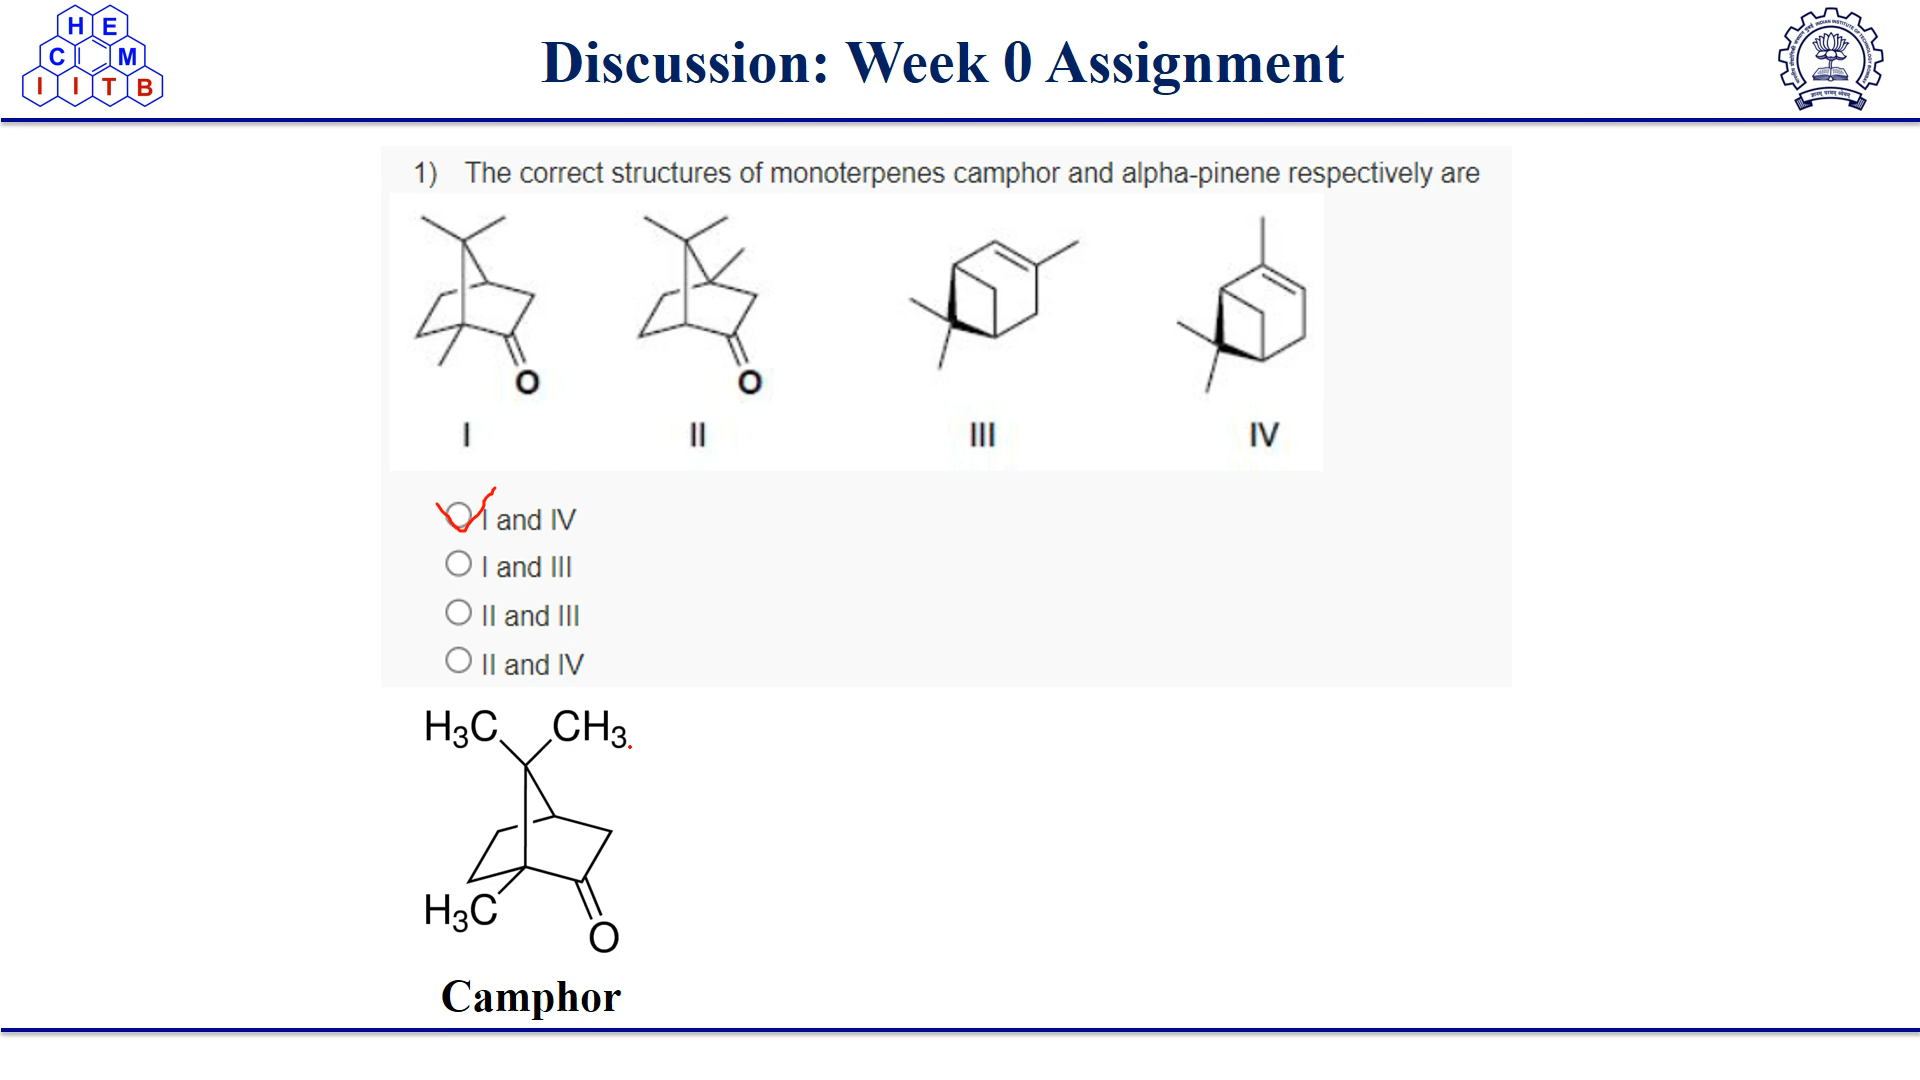 H E
C M
I I T B
Discussion: Week 0 Assignment
1) The correct structures of monoterpenes camphor and alpha-pinene respectively are
O
O
I
II
III
IV
I and IV
I and III
II and III
II and IV
H3C CH3
H3C
O
Camphor